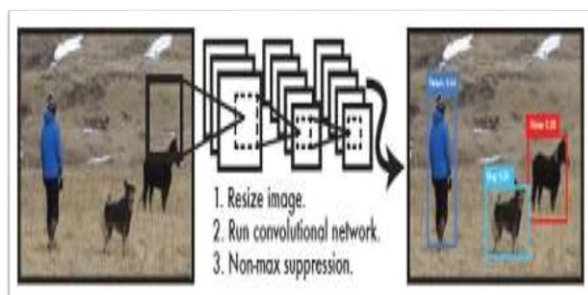 1. Resize image.
2. Run convolutional network.
3. Non-max suppression.